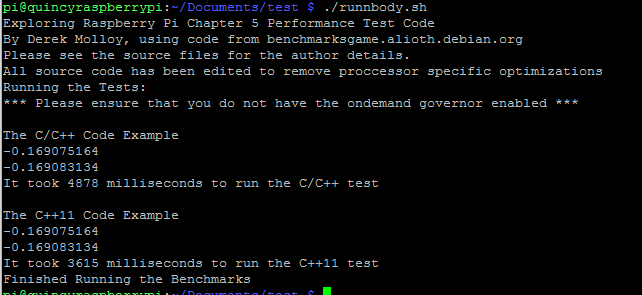 pi@quincyraspberrypi:~/Documents/test $ ./runnbody.sh
Exploring Raspberry Pi Chapter 5 Performance Test Code
By Derek Molloy, using code from benchmarksgame.alioth.debian.org
Please see the source files for the author details.
All source code has been edited to remove proccessor specific optimizations
Running the Tests:
*** Please ensure that you do not have the ondemand governor enabled ***
The C/C++ Code Example
-0.169075164
-0.169083134
It took 4878 milliseconds to run the C/C++ test
The C++11 Code Example
-0.169075164
-0.169083134
It took 3615 milliseconds to run the C++11 test
Finished Running the Benchmarks
pi@quincyraspberrypi:~/Documents/test $